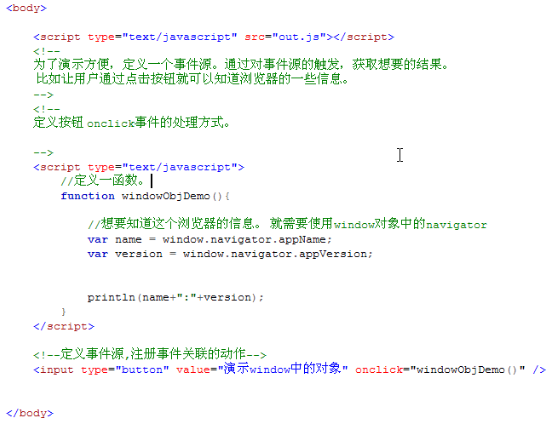 <body>
<script type="text/javascript" src="out.js"></script>
<!--
为了演示方便，定义一个事件源。通过对事件源的触发，获取想要的结果。
比如让用户通过点击按钮就可以知道浏览器的一些信息。
-->
<!--
定义按钮onclick事件的处理方式。
-->
<script type="text/javascript">
//定义一函数。
function windowObjDemo(){
//想要知道这个浏览器的信息。 就需要使用window对象中的navigator
var name = window.navigator.appName;
var version = window.navigator.appVersion;
println(name+":"+version);
}
</script>
<!--定义事件源,注册事件关联的动作-->
<input type="button" value="演示window中的对象" onclick="windowObjDemo()" />
</body>